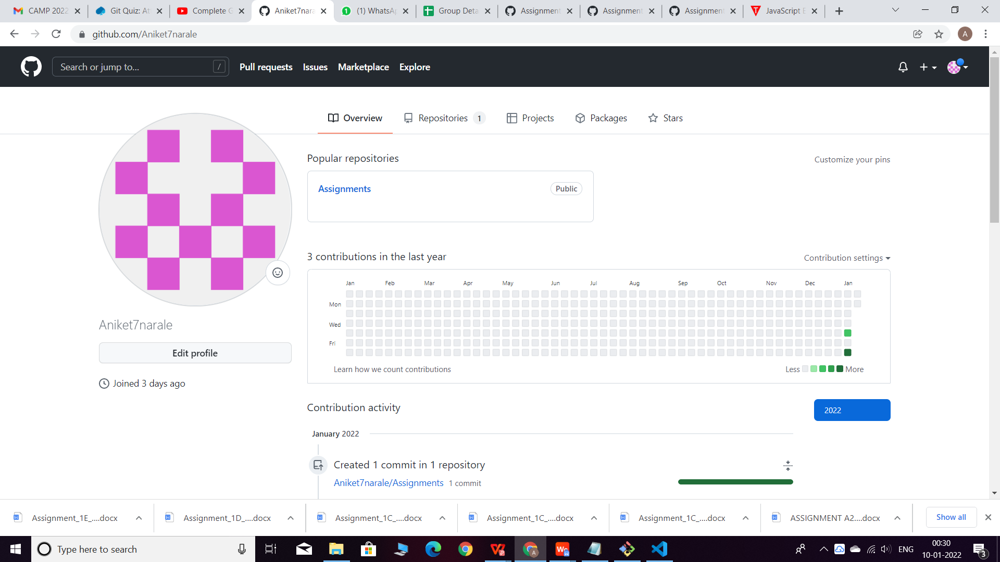 CAMP 2022
Git Quiz: At
Complete G
Aniket7nara
(1) WhatsAp
Group Deta
Assignment
Assignment
Assignment
JavaScript E
github.com/Aniket7narale
A
Search or jump to...
/
Pull requests
Issues
Marketplace
Explore
Overview
Repositories 1
Projects
Packages
Stars
Popular repositories
Customize your pins
Assignments
Public
3 contributions in the last year
Contribution settings
Jan Feb Mar Apr May Jun Jul Aug Sep Oct Nov Dec Jan
Mon
Wed
Fri
Learn how we count contributions
Less
More
Aniket7narale
Edit profile
Joined 3 days ago
Contribution activity
2022
January 2022
Created 1 commit in 1 repository
Aniket7narale/Assignments 1 commit
Assignment_1E_....docx
Assignment_1D_....docx
Assignment_1C_....docx
Assignment_1C_....docx
Assignment_1C_....docx
ASSIGNMENT A2....docx
Show all
Type here to search
ENG
00:30
10-01-2022
3